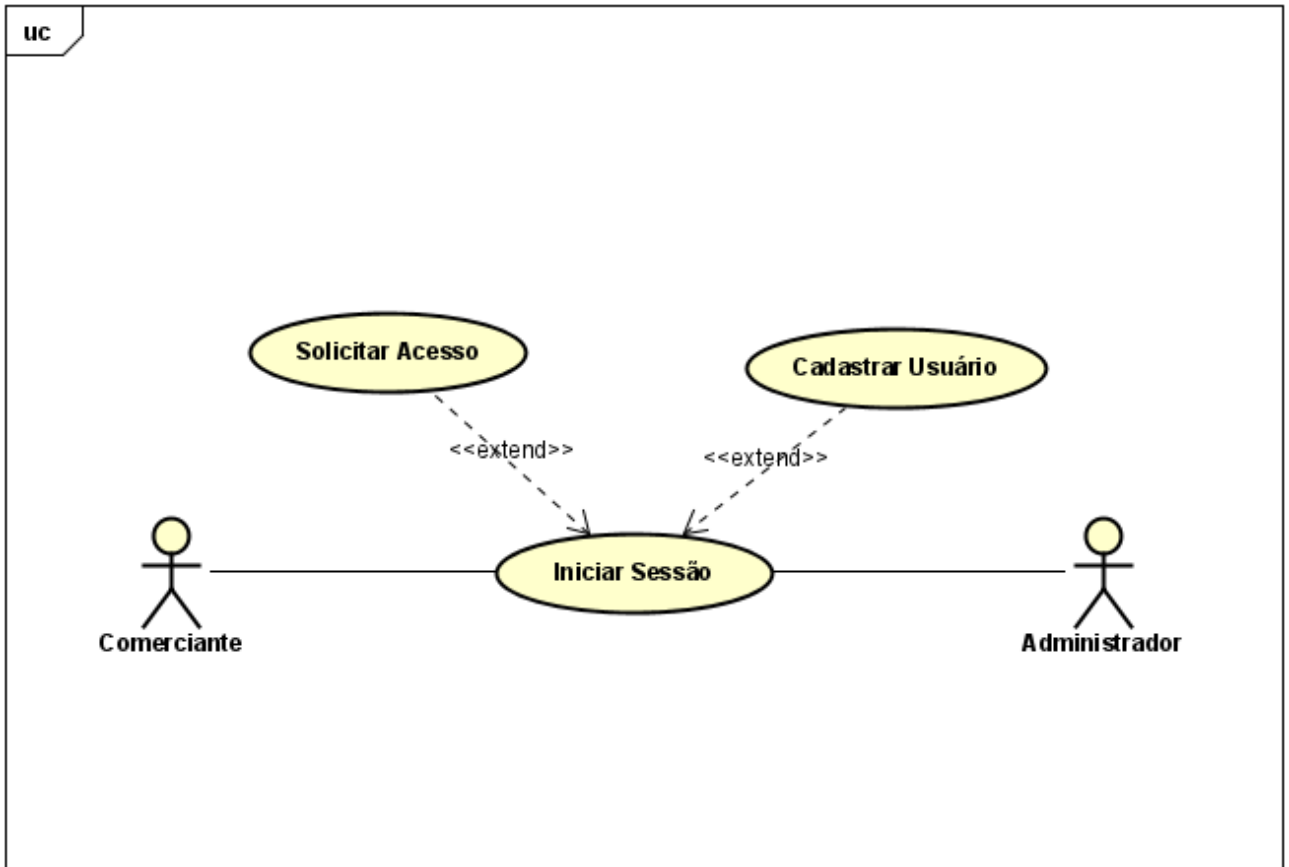 uc
Solicitar Acesso
Cadastrar Usuário
<<extend>>
<<extend>>
Iniciar Sessão
Comerciante
Administrador